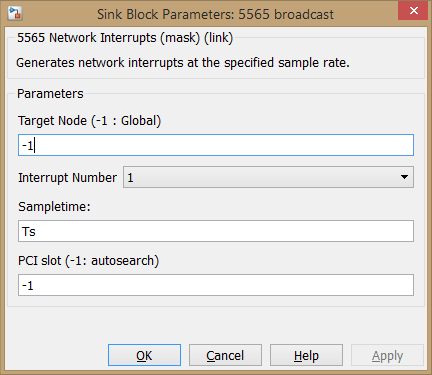 Sink Block Parameters: 5565 broadcast
5565 Network Interrupts (mask) (link)
Generates network interrupts at the specified sample rate.
Parameters
Target Node (-1 : Global)
-1
Interrupt Number 1
Sampletime:
Ts
PCI slot (-1: autosearch)
-1
OK Cancel Help Apply